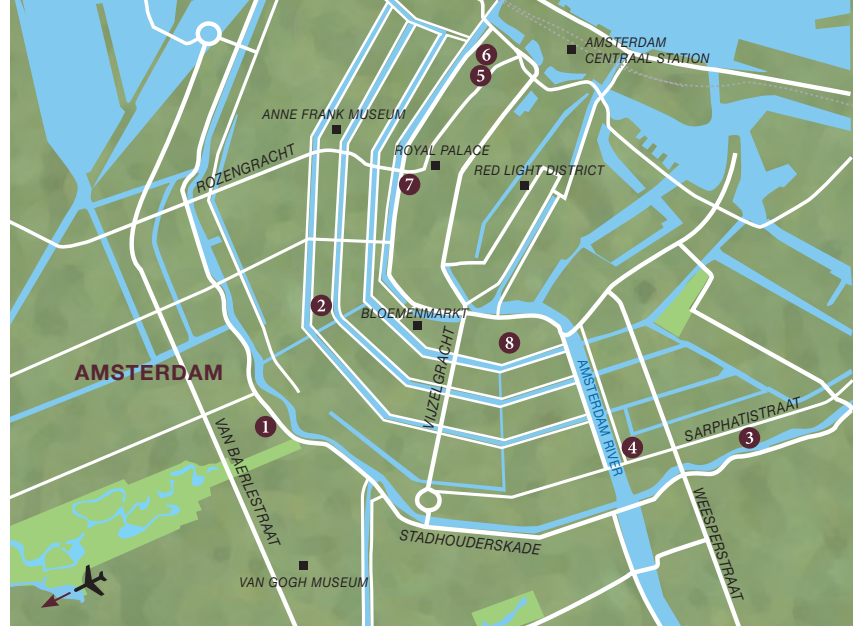 AMSTERDAM
CENTRAAL STATION
6
5
ANNE FRANK MUSEUM
ROZENGRACHT
ROYAL PALACE
RED LIGHT DISTRICT
7
2
BLOEMENMARKT
8
VIJZELGRACHT
AMSTERDAM
AMSTERDAM RIVER
1
VAN BAERLESTRAAT
SARPHATISTRAAT
3
4
WEESPERSTRAAT
STADHOUDERSKADE
VAN GOGH MUSEUM